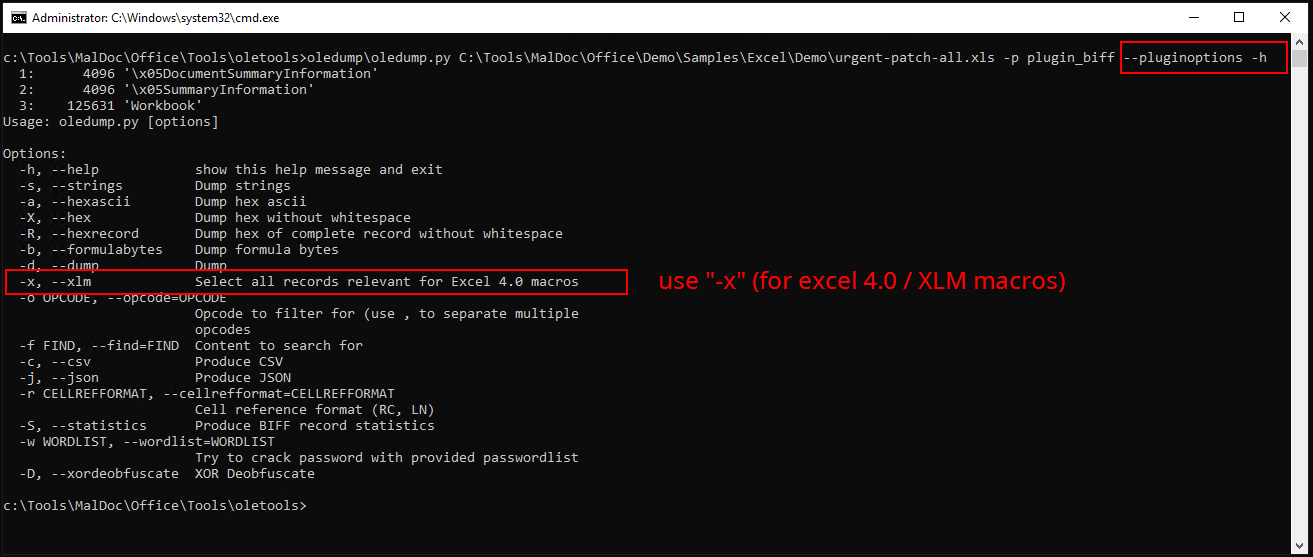 Administrator: C:\Windows\system32\cmd.exe
c:\Tools\MalDoc\Office\Tools\oletools>oledump\oledump.py C:\Tools\MalDoc\Office\Demo\Samples\Excel\Demo\urgent-patch-all.xls -p plugin_biff --pluginoptions -h
  1:      4096 '\x05DocumentSummaryInformation'
  2:      4096 '\x05SummaryInformation'
  3:    125631 'Workbook'
Usage: oledump.py [options]
Options:
  -h, --help            show this help message and exit
  -s, --strings         Dump strings
  -a, --hexascii        Dump hex ascii
  -X, --hex             Dump hex without whitespace
  -R, --hexrecord       Dump hex of complete record without whitespace
  -b, --formulabytes    Dump formula bytes
  -d, --dump            Dump
  -x, --xlm             Select all records relevant for Excel 4.0 macros
use "-x" (for excel 4.0 / XLM macros)
  -o OPCODE, --opcode=OPCODE
                        Opcode to filter for (use , to separate multiple
                        opcodes
  -f FIND, --find=FIND  Content to search for
  -c, --csv             Produce CSV
  -j, --json            Produce JSON
  -r CELLREFFORMAT, --cellrefformat=CELLREFFORMAT
                        Cell reference format (RC, LN)
  -S, --statistics      Produce BIFF record statistics
  -w WORDLIST, --wordlist=WORDLIST
                        Try to crack password with provided passwordlist
  -D, --xordeobfuscate  XOR Deobfuscate
c:\Tools\MalDoc\Office\Tools\oletools>